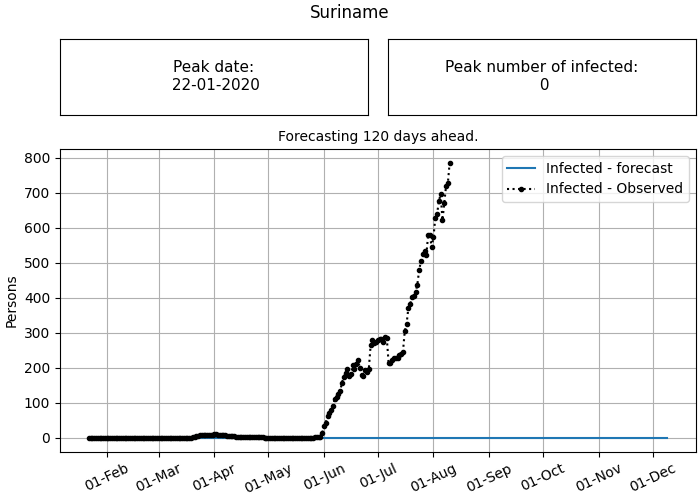 Suriname
Peak date:
22-01-2020
Peak number of infected:
0
Forecasting 120 days ahead.
Infected - forecast
Infected - Observed
Persons
800
700
600
500
400
300
200
100
0
01-Feb
01-Mar
01-Apr
01-May
01-Jun
01-Jul
01-Aug
01-Sep
01-Oct
01-Nov
01-Dec